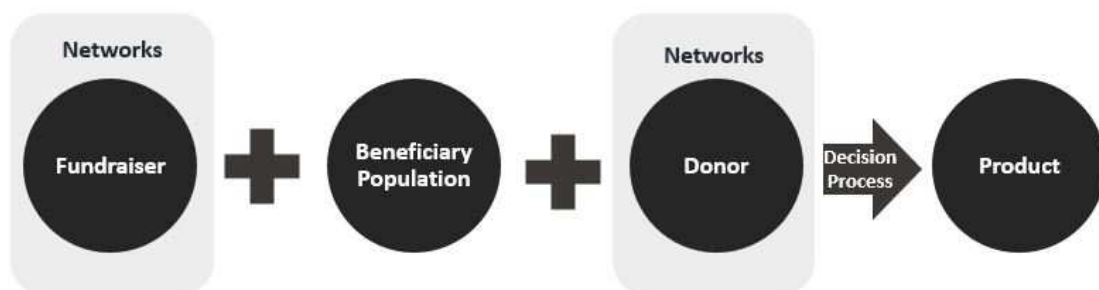 Networks
Networks
Fundraiser
Beneficiary
Population
Donor
Decision
Process
Product